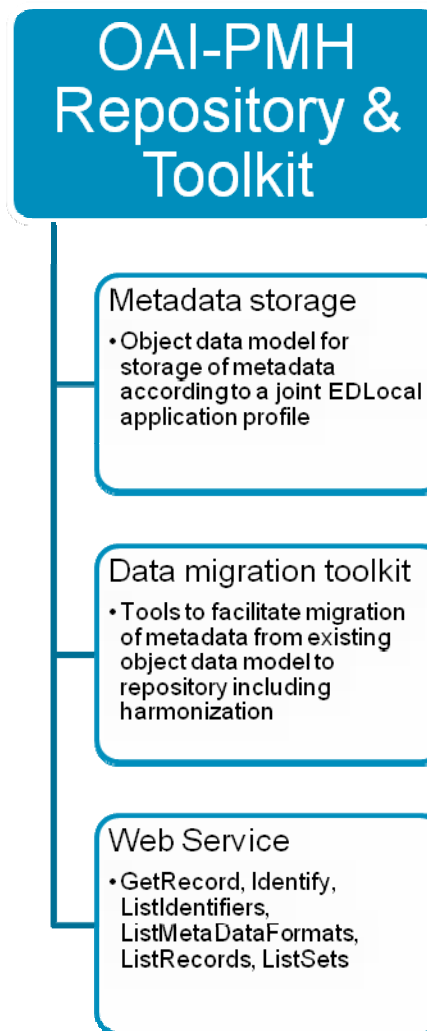 OAI-PMH
Repository &
Toolkit
Metadata storage
• Object data model for
storage of metadata
according to a joint EDLocal
application profile
Data migration toolkit
• Tools to facilitate migration
of metadata from existing
object data model to
repository including
harmonization
Web Service
• GetRecord, Identify,
ListIdentifiers,
ListMetaDataFormats,
ListRecords, ListSets